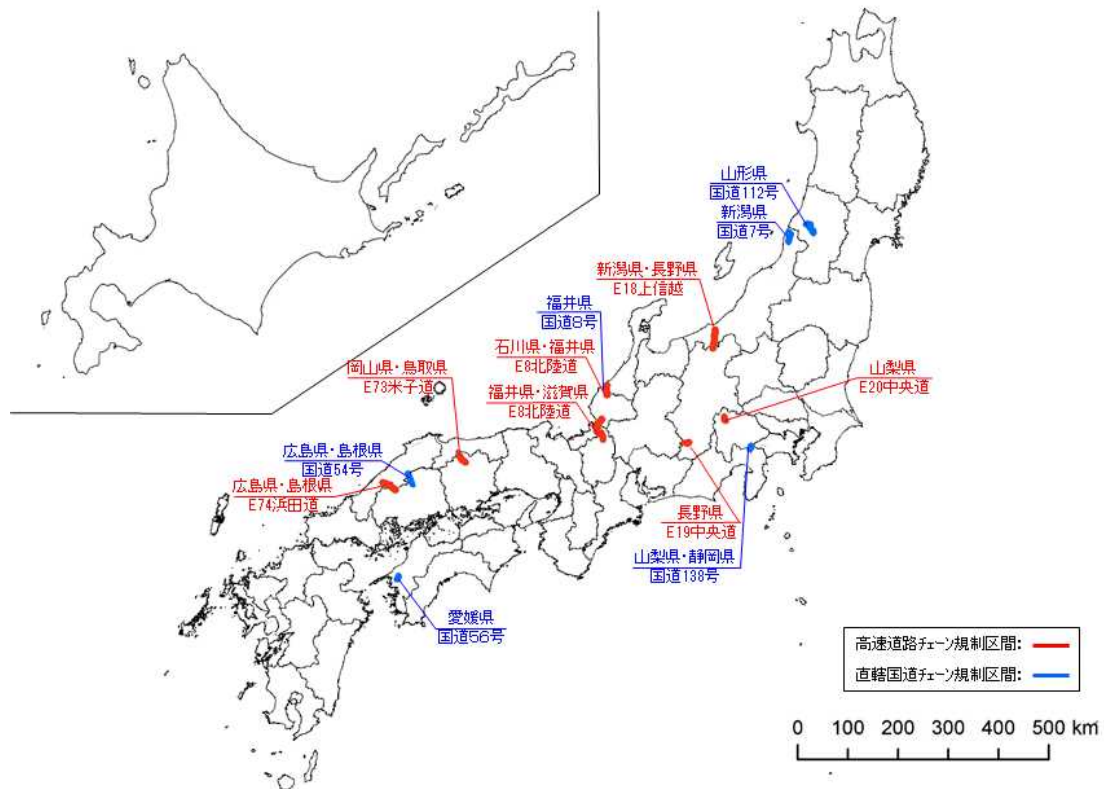 山形県
国道112号
新潟県
国道7号
新潟県・長野県
E18上信越
福井県
国道8号
石川県・福井県
E8北陸道
岡山県・鳥取県
E73米子道
福井県・滋賀県
E8北陸道
山梨県
E20中央道
広島県・島根県
国道54号
広島県・島根県
E74浜田道
長野県
E19中央道
山梨県・静岡県
国道138号
愛媛県
国道56号
高速道路チェーン規制区間:
直轄国道チェーン規制区間:
0 100 200 300 400 500 km